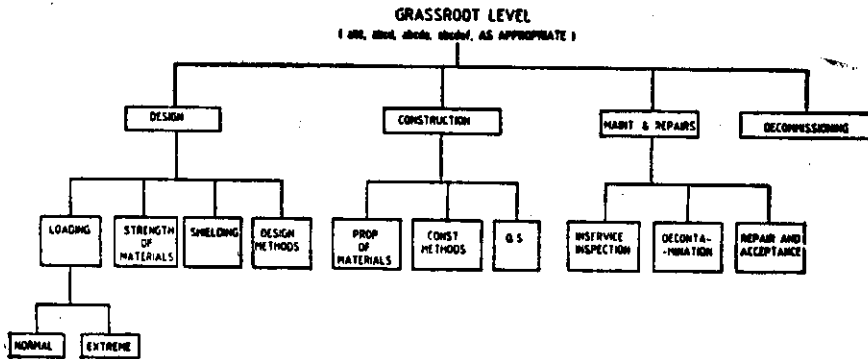 GRASSROOT LEVEL
( abc, abcd, abcde, abcdef, AS APPROPRIATE )
DESIGN
CONSTRUCTION
MAINT & REPAIRS
DECOMMISSIONING
LOADING
STRENGTH
OF
MATERIALS
SHIELDING
DESIGN
METHODS
PROP
OF
MATERIALS
CONST
METHODS
Q S
INSERVICE
INSPECTION
DECONTA-
-MINATION
REPAIR AND
ACCEPTANCE
NORMAL
EXTREME